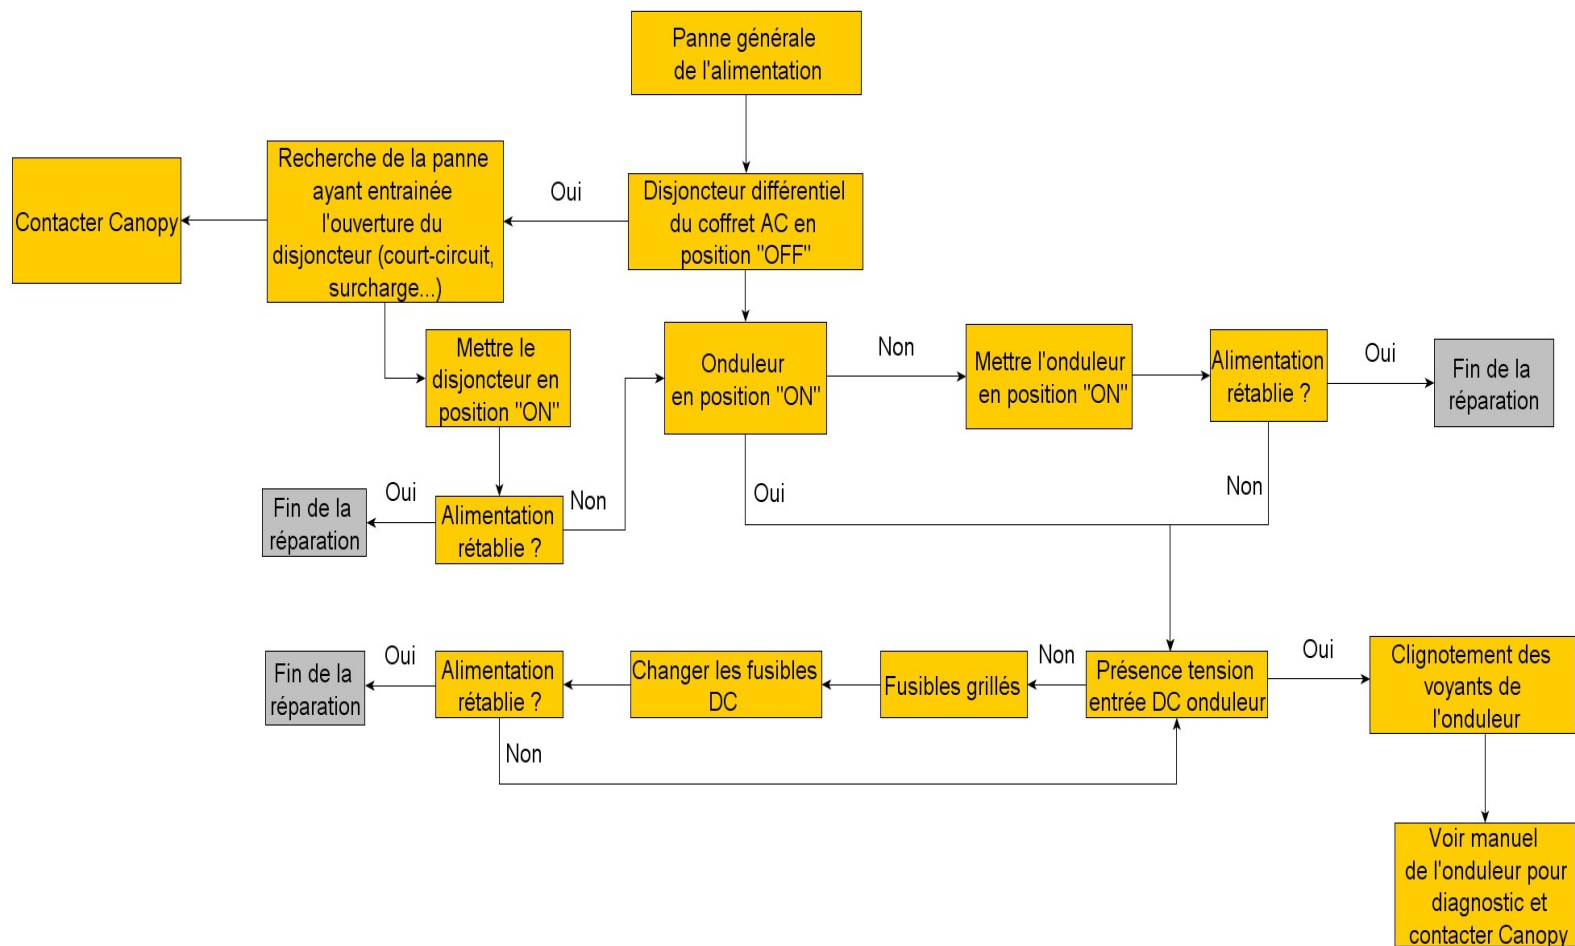 Panne générale
de l'alimentation
Contacter Canopy
Recherche de la panne
ayant entrainée
l'ouverture du
disjoncteur (court-circuit,
surcharge...)
Oui
Disjoncteur différentiel
du coffret AC en
position "OFF"
Mettre le
disjoncteur en
position "ON"
Onduleur
en position "ON"
Non
Mettre l'onduleur
en position "ON"
Alimentation
rétablie ?
Oui
Fin de la
réparation
Fin de la
réparation
Oui
Alimentation
rétablie ?
Non
Oui
Non
Fin de la
réparation
Oui
Alimentation
rétablie ?
Changer les fusibles
DC
Fusibles grillés
Non
Présence tension
entrée DC onduleur
Oui
Clignotement des
voyants de
l'onduleur
Non
Voir manuel
de l'onduleur pour
diagnostic et
contacter Canopy